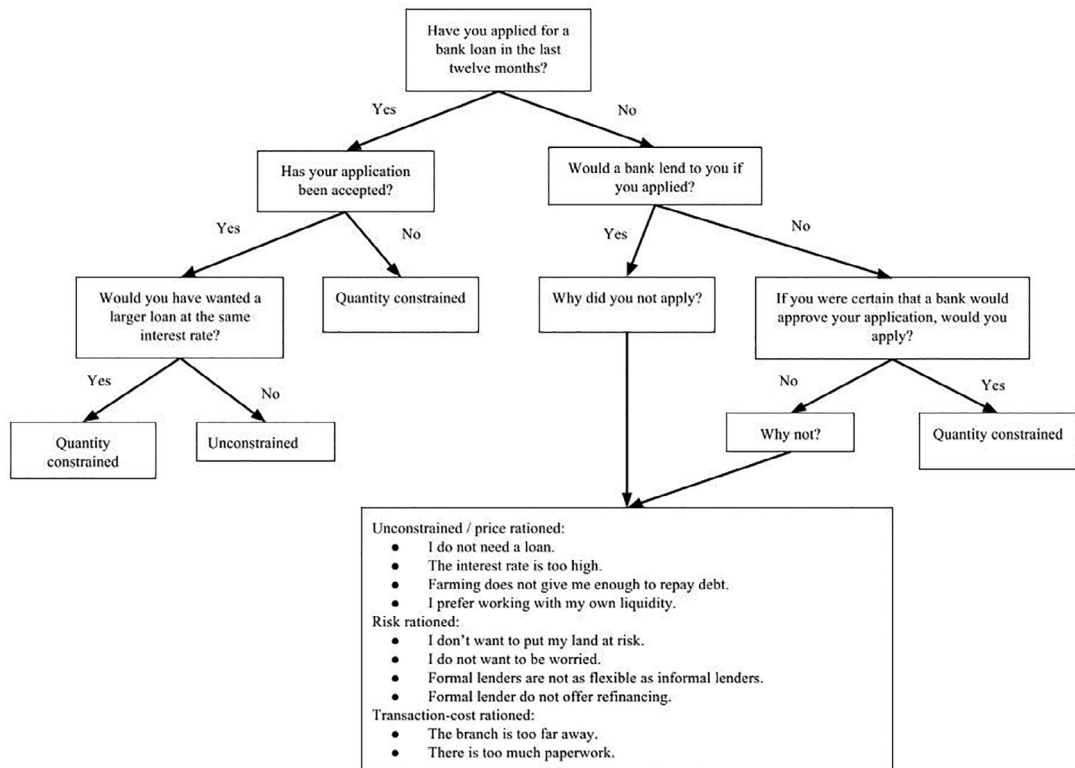 Have you applied for a
bank loan in the last
twelve months?
Yes
No
Has your application
been accepted?
Would a bank lend to you if
you applied?
Yes
No
Yes
No
Would you have wanted a
larger loan at the same
interest rate?
Quantity constrained
Why did you not apply?
If you were certain that a bank would
approve your application, would you
apply?
Yes
No
No
Yes
Quantity
constrained
Unconstrained
Why not?
Quantity constrained
Unconstrained / price rationed:
● I do not need a loan.
● The interest rate is too high.
● Farming does not give me enough to repay debt.
● I prefer working with my own liquidity.
Risk rationed:
● I don’t want to put my land at risk.
● I do not want to be worried.
● Formal lenders are not as flexible as informal lenders.
● Formal lender do not offer refinancing.
Transaction-cost rationed:
● The branch is too far away.
● There is too much paperwork.